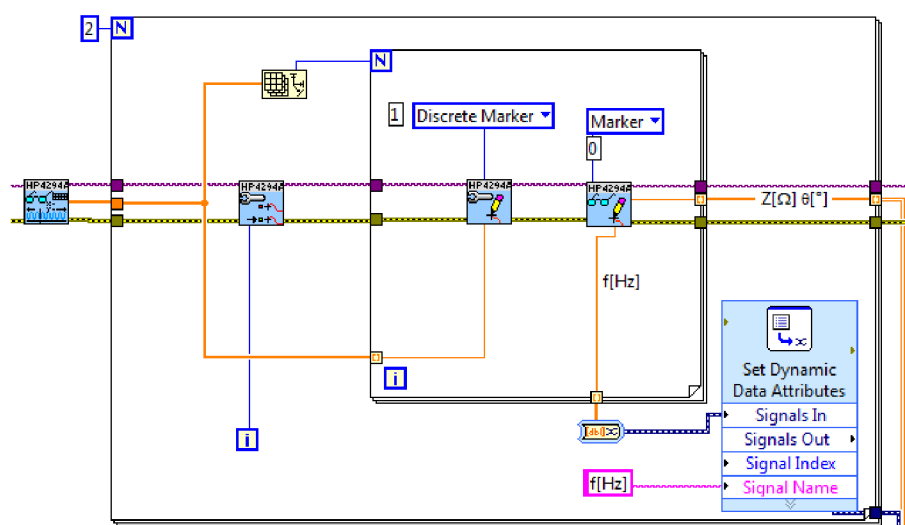 2 N
N
1 Discrete Marker
Marker
0
HP4294A
HP4294A
HP4294A
HP4294A
Z[Ω] θ[°]
f[Hz]
i
i
[dbl]
Set Dynamic
Data Attributes
Signals In
Signals Out
Signal Index
Signal Name
f[Hz]